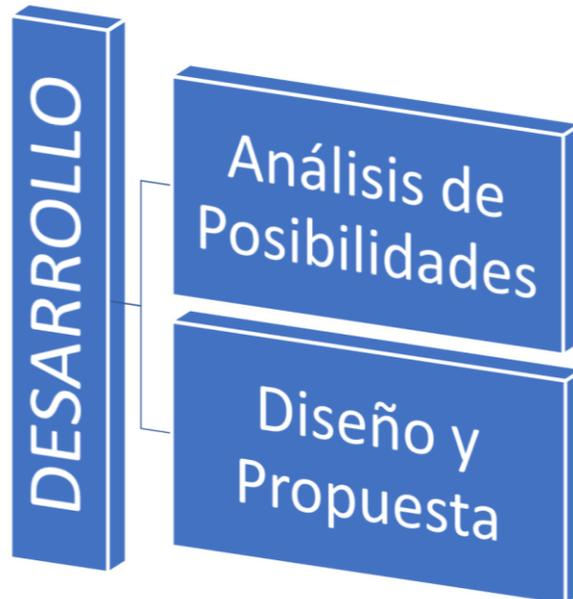 DESARROLLO
Análisis de
Posibilidades
Diseño y
Propuesta